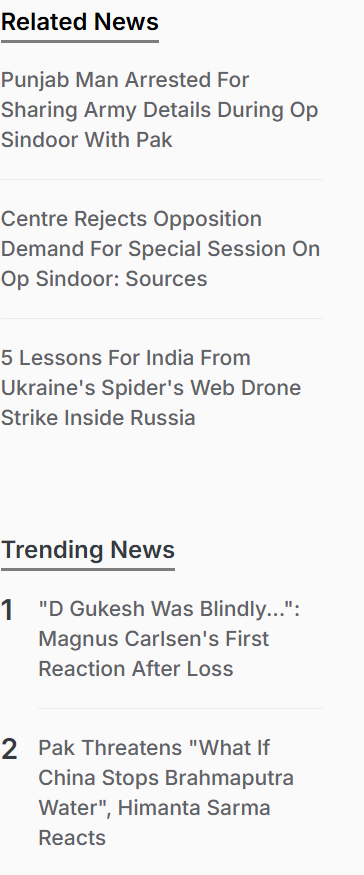 Related News
Punjab Man Arrested For
Sharing Army Details During Op
Sindoor With Pak
Centre Rejects Opposition
Demand For Special Session On
Op Sindoor: Sources
5 Lessons For India From
Ukraine's Spider's Web Drone
Strike Inside Russia
Trending News
1 "D Gukesh Was Blindly...":
Magnus Carlsen's First
Reaction After Loss
2 Pak Threatens "What If
China Stops Brahmaputra
Water", Himanta Sarma
Reacts